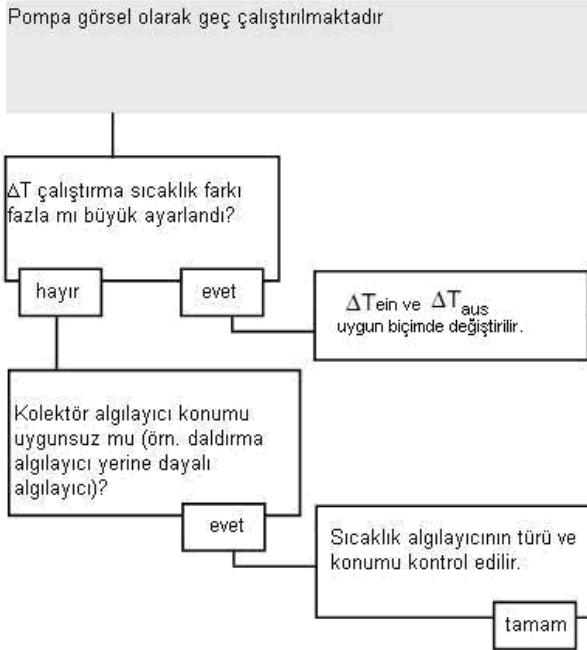 Pompa görsel olarak geç çalıştırılmaktadır
ΔT çalıştırma sıcaklık farkı
fazla mı büyük ayarlandı?
hayır
evet
ΔTein ve ΔTaus
uygun biçimde değiştirilir.
Kolektör algılayıcı konumu
uygunsuz mu (örn. daldırma
algılayıcı yerine dayalı
algılayıcı)?
evet
Sıcaklık algılayıcının türü ve
konumu kontrol edilir.
tamam